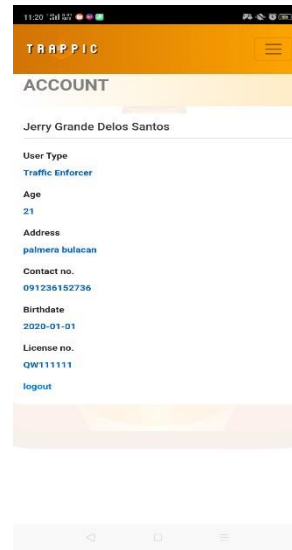 11:20
TRAPPIC
ACCOUNT
Jerry Grande Delos Santos
User Type
Traffic Enforcer
Age
21
Address
palmera bulacan
Contact no.
091236152736
Birthdate
2020-01-01
License no.
QW111111
logout